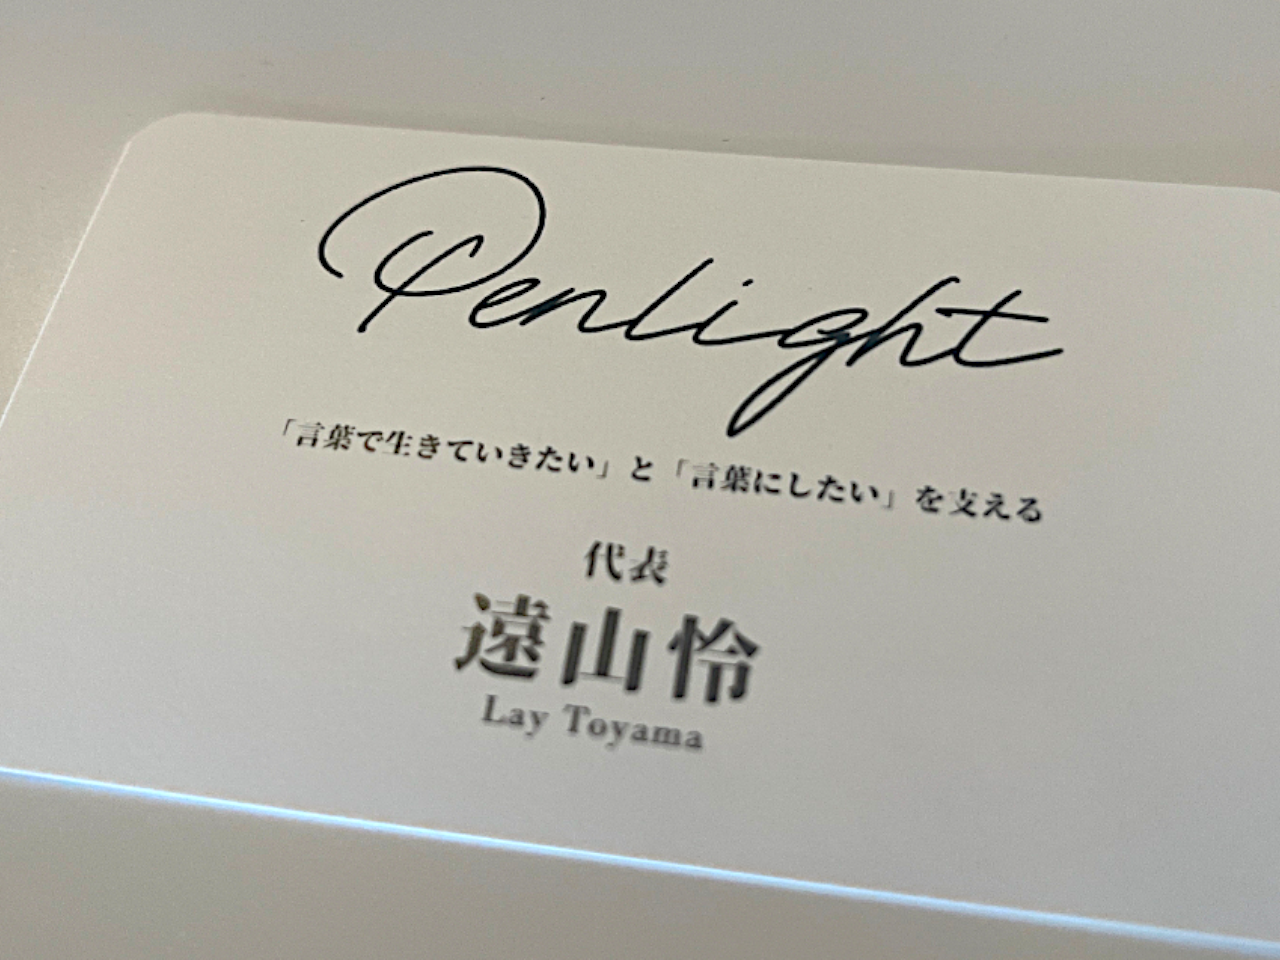 Penlight
「言葉で生きていきたい」と「言葉にしたい」を支える
代表
遠山怜
Lay Toyama